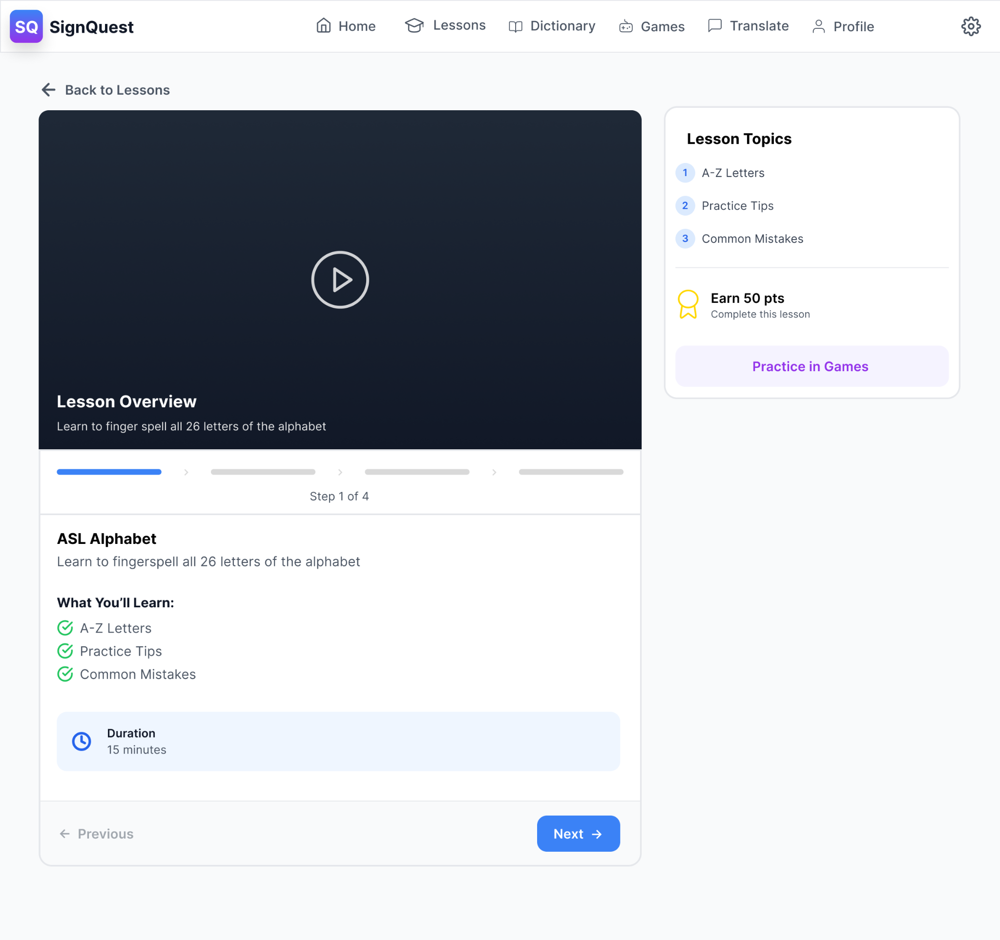 SQ SignQuest
Home Lessons Dictionary Games Translate Profile
Back to Lessons
Lesson Overview
Learn to finger spell all 26 letters of the alphabet
Step 1 of 4
ASL Alphabet
Learn to fingerspell all 26 letters of the alphabet
What You’ll Learn:
A-Z Letters
Practice Tips
Common Mistakes
Duration
15 minutes
Previous
Next
Lesson Topics
1 A-Z Letters
2 Practice Tips
3 Common Mistakes
Earn 50 pts
Complete this lesson
Practice in Games